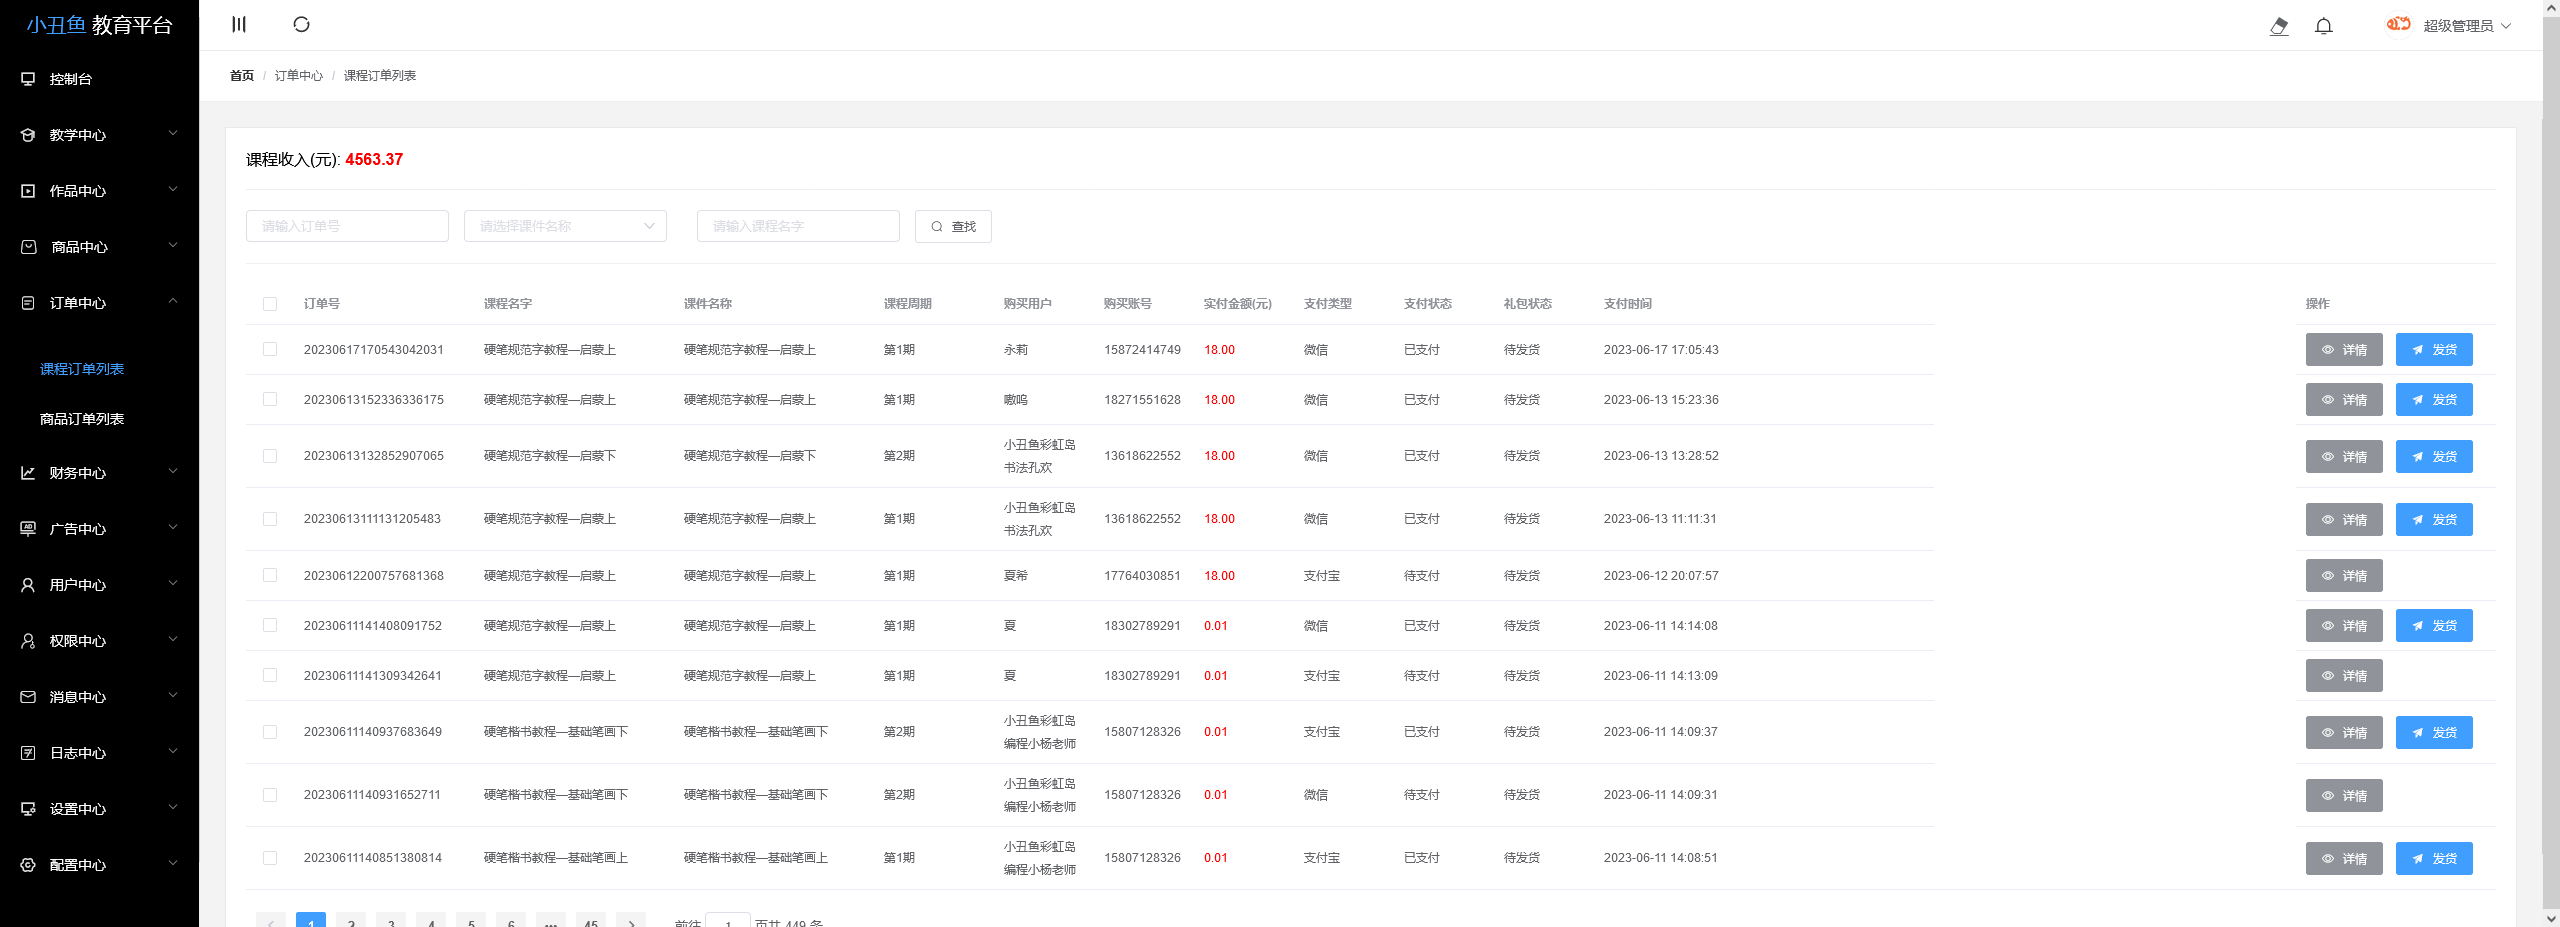 小丑鱼 教育平台
超级管理员
控制台
教学中心
作品中心
商品中心
订单中心
课程订单列表
商品订单列表
财务中心
广告中心
用户中心
权限中心
消息中心
日志中心
设置中心
配置中心
首页 / 订单中心 / 课程订单列表
课程收入(元): 4563.37
请输入订单号 请选择课件名称 请输入课程名字 查找
订单号 课程名字 课件名称 课程周期 购买用户 购买账号 实付金额(元) 支付类型 支付状态 礼包状态 支付时间 操作
20230617170543042031 硬笔规范字教程—启蒙上 硬笔规范字教程—启蒙上 第1期 永莉 15872414749 18.00 微信 已支付 待发货 2023-06-17 17:05:43 详情 发货
20230613152336336175 硬笔规范字教程—启蒙上 硬笔规范字教程—启蒙上 第1期 嗷呜 18271551628 18.00 微信 已支付 待发货 2023-06-13 15:23:36 详情 发货
20230613132852907065 硬笔规范字教程—启蒙下 硬笔规范字教程—启蒙下 第2期 小丑鱼彩虹岛书法孔欢 13618622552 18.00 微信 已支付 待发货 2023-06-13 13:28:52 详情 发货
20230613111131205483 硬笔规范字教程—启蒙上 硬笔规范字教程—启蒙上 第1期 小丑鱼彩虹岛书法孔欢 13618622552 18.00 微信 已支付 待发货 2023-06-13 11:11:31 详情 发货
20230612200757681368 硬笔规范字教程—启蒙上 硬笔规范字教程—启蒙上 第1期 夏希 17764030851 18.00 支付宝 待支付 待发货 2023-06-12 20:07:57 详情
20230611141408091752 硬笔规范字教程—启蒙上 硬笔规范字教程—启蒙上 第1期 夏 18302789291 0.01 微信 已支付 待发货 2023-06-11 14:14:08 详情 发货
20230611141309342641 硬笔规范字教程—启蒙上 硬笔规范字教程—启蒙上 第1期 夏 18302789291 0.01 支付宝 待支付 待发货 2023-06-11 14:13:09 详情
20230611140937683649 硬笔楷书教程—基础笔画下 硬笔楷书教程—基础笔画下 第2期 小丑鱼彩虹岛编程小杨老师 15807128326 0.01 支付宝 已支付 待发货 2023-06-11 14:09:37 详情 发货
20230611140931652711 硬笔楷书教程—基础笔画下 硬笔楷书教程—基础笔画下 第2期 小丑鱼彩虹岛编程小杨老师 15807128326 0.01 微信 待支付 待发货 2023-06-11 14:09:31 详情
20230611140851380814 硬笔楷书教程—基础笔画上 硬笔楷书教程—基础笔画上 第1期 小丑鱼彩虹岛编程小杨老师 15807128326 0.01 支付宝 已支付 待发货 2023-06-11 14:08:51 详情 发货
1 2 3 4 5 6 ••• 45 前往 1 页共 449 条